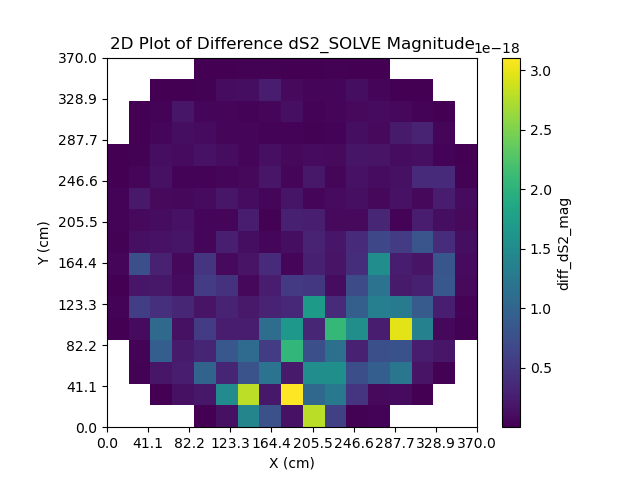 2D Plot of Difference dS2_SOLVE Magnitude
1e−18
370.0
328.9
287.7
246.6
205.5
164.4
123.3
82.2
41.1
0.0
Y (cm)
0.0 41.1 82.2 123.3 164.4 205.5 246.6 287.7 328.9 370.0
X (cm)
3.0
2.5
2.0
1.5
1.0
0.5
diff_dS2_mag